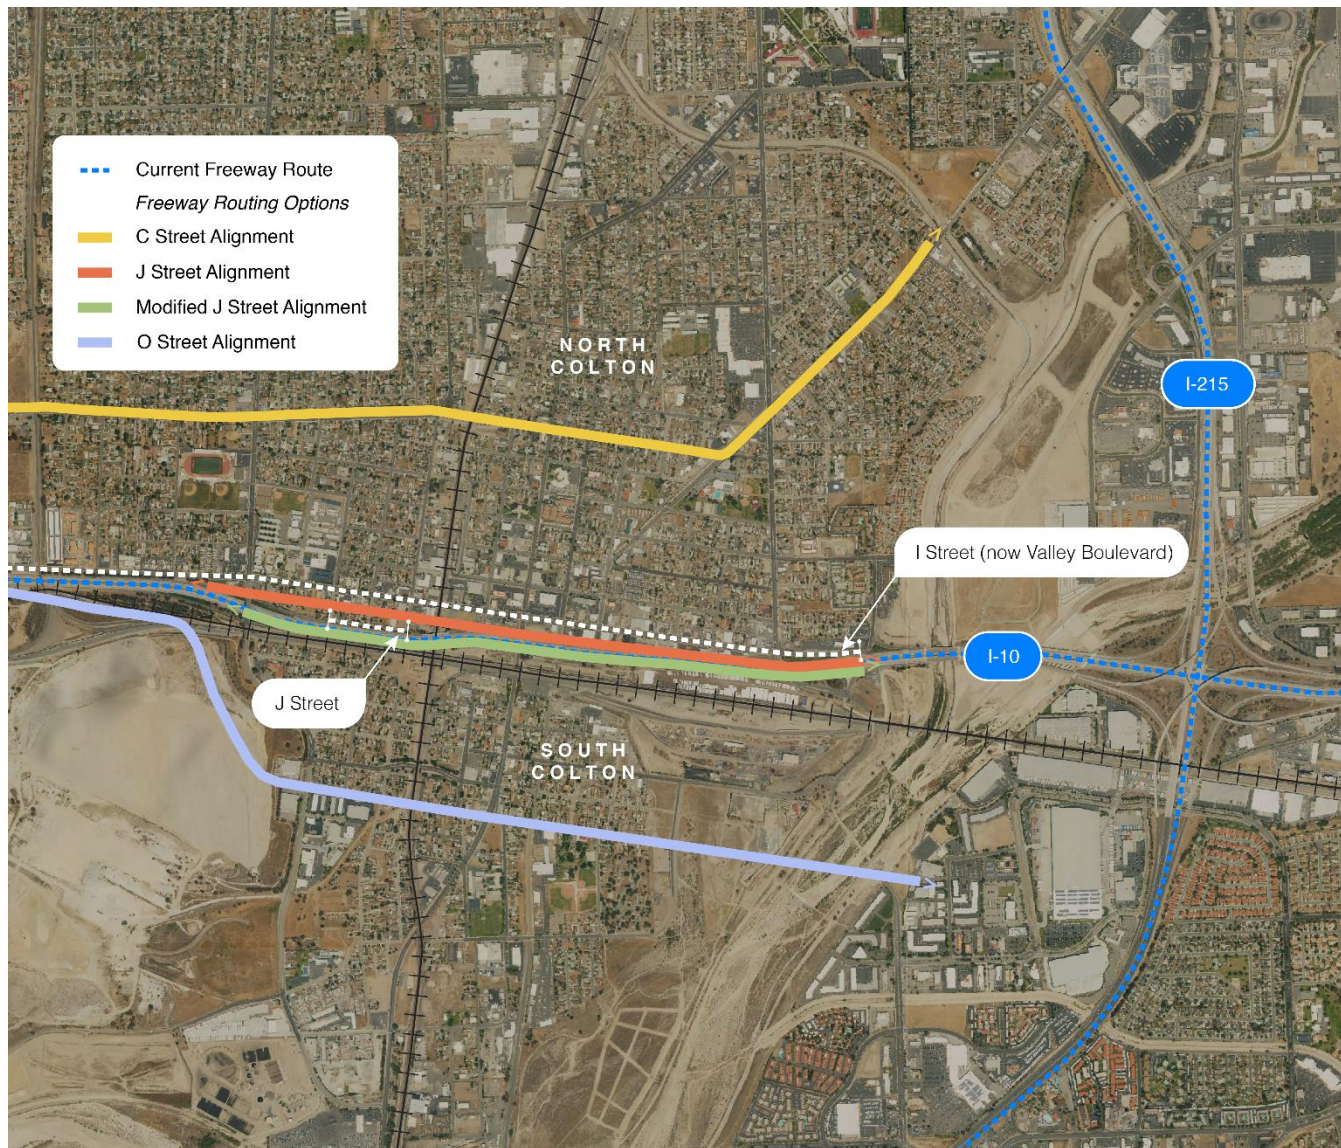 Current Freeway Route
Freeway Routing Options
C Street Alignment
J Street Alignment
Modified J Street Alignment
O Street Alignment
NORTH
COLTON
I-215
I Street (now Valley Boulevard)
I-10
J Street
SOUTH
COLTON